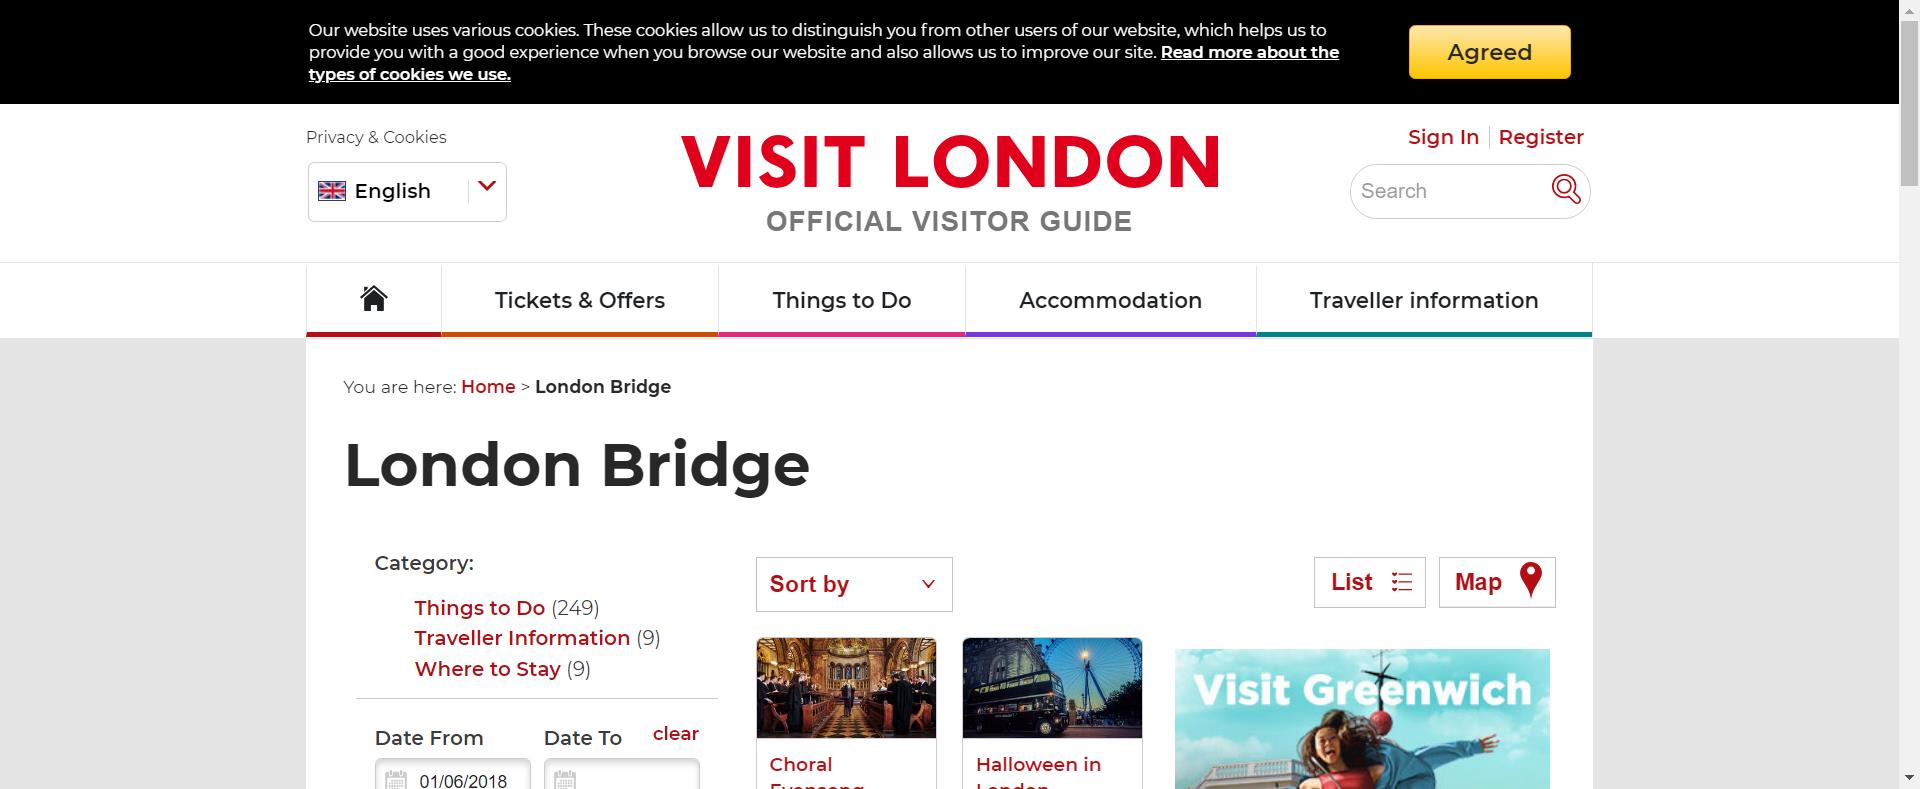 Our website uses various cookies. These cookies allow us to distinguish you from other users of our website, which helps us to
provide you with a good experience when you browse our website and also allows us to improve our site. Read more about the
types of cookies we use.
Agreed
Privacy & Cookies
English
VISIT LONDON
OFFICIAL VISITOR GUIDE
Sign In
Register
Search
Tickets & Offers
Things to Do
Accommodation
Traveller information
You are here: Home > London Bridge
London Bridge
Category:
Things to Do (249)
Traveller Information (9)
Where to Stay (9)
Date From
Date To
clear
01/06/2018
Sort by
List
Map
Choral
Evensong
Halloween in
London
Visit Greenwich